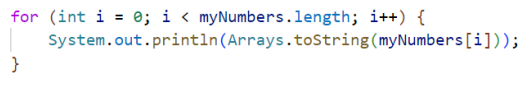 for (int i = 0; i < myNumbers.length; i++) {
    System.out.println(Arrays.toString(myNumbers[i]));
}